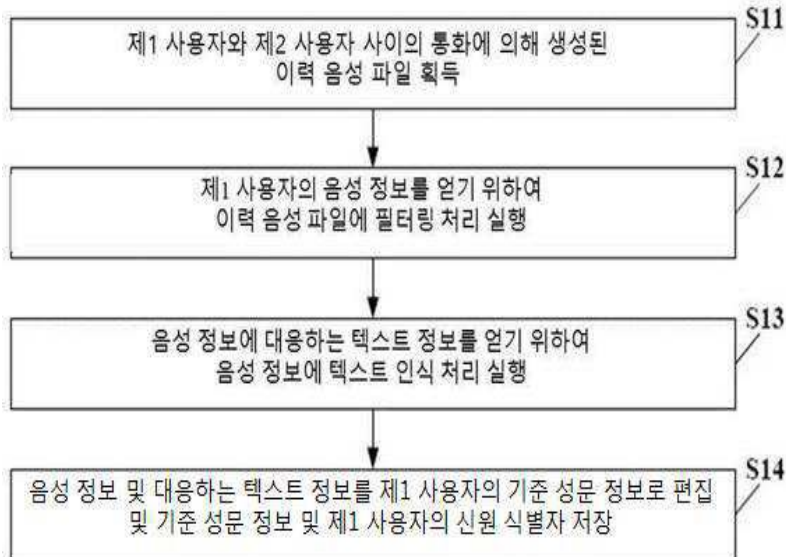 S11
제1 사용자와 제2 사용자 사이의 통화에 의해 생성된
이력 음성 파일 획득
S12
제1 사용자의 음성 정보를 얻기 위하여
이력 음성 파일에 필터링 처리 실행
S13
음성 정보에 대응하는 텍스트 정보를 얻기 위하여
음성 정보에 텍스트 인식 처리 실행
S14
음성 정보 및 대응하는 텍스트 정보를 제1 사용자의 기준 성문 정보로 편집
및 기준 성문 정보 및 제1 사용자의 신원 식별자 저장